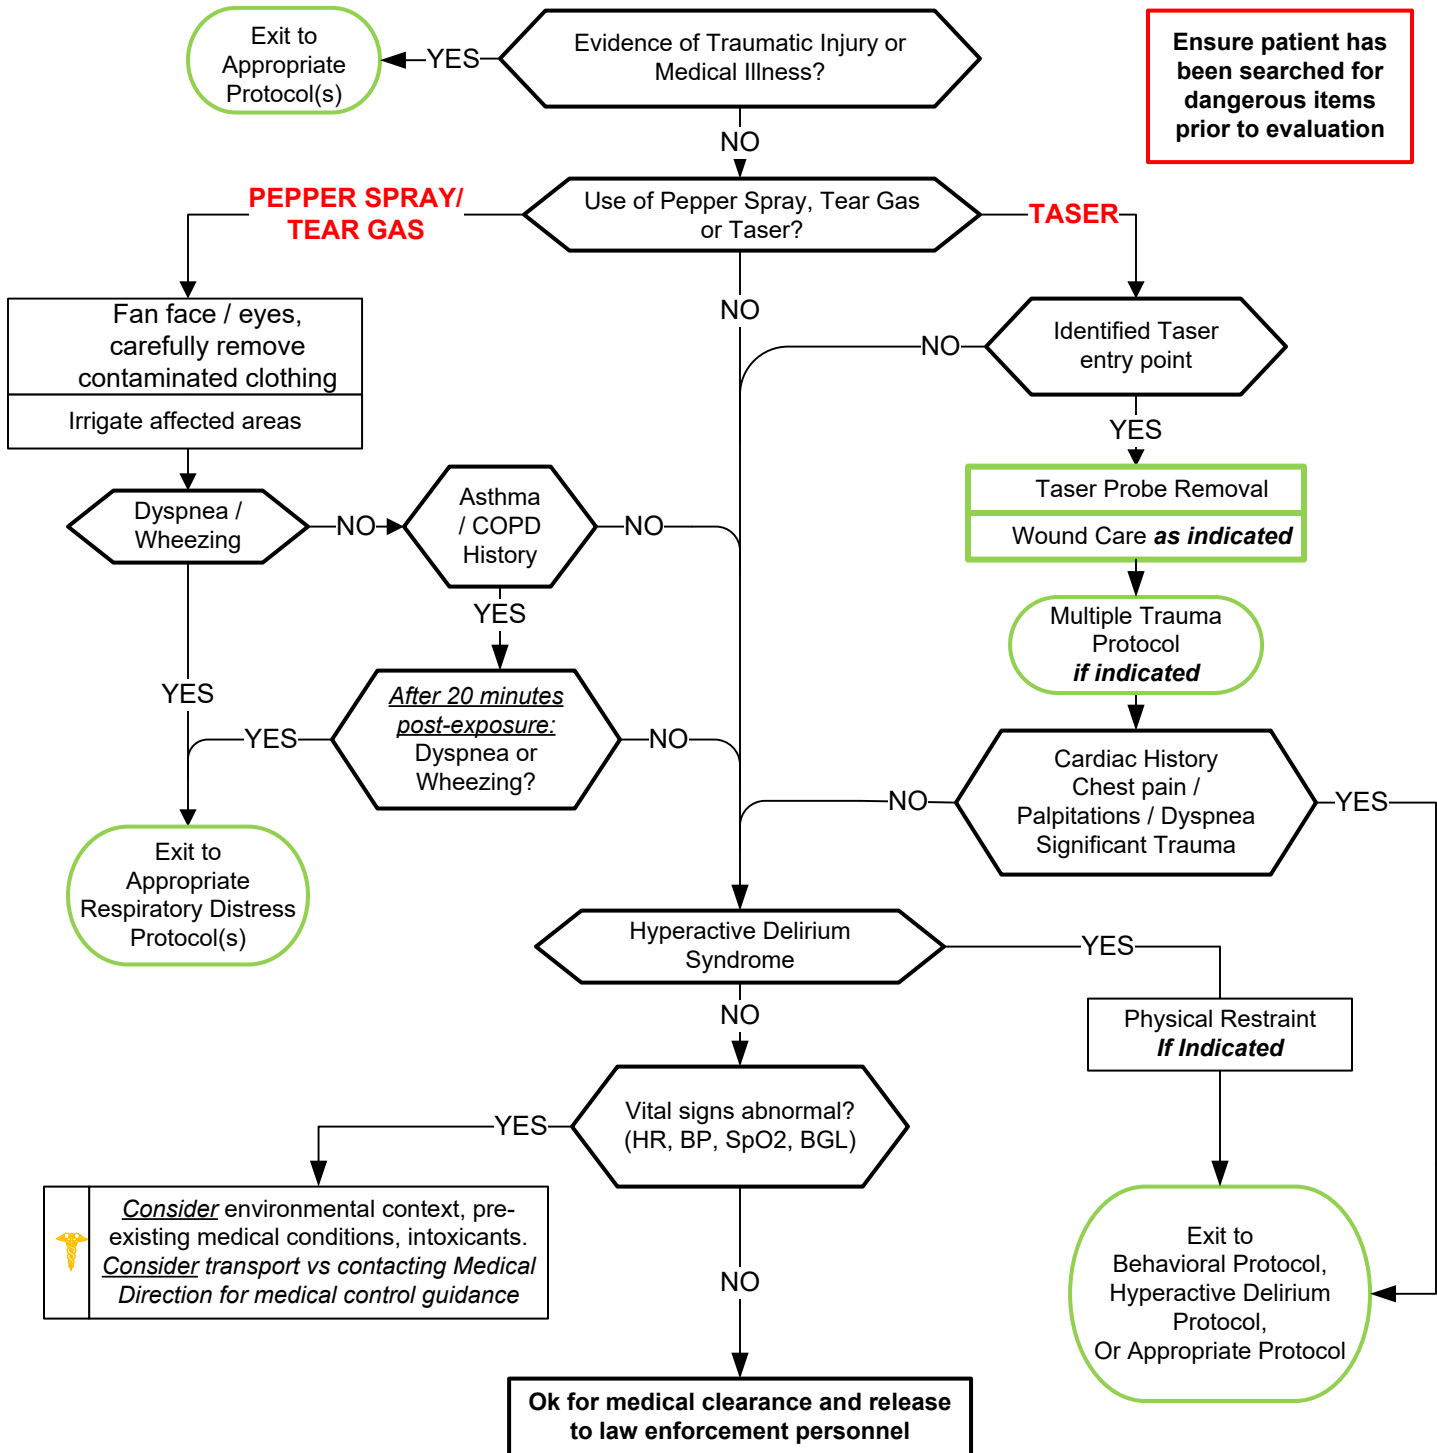 Exit to
Appropriate
Protocol(s)
YES
Evidence of Traumatic Injury or
Medical Illness?
Ensure patient has
been searched for
dangerous items
prior to evaluation
NO
PEPPER SPRAY/
TEAR GAS
Use of Pepper Spray, Tear Gas
or Taser?
TASER
NO
Fan face / eyes,
carefully remove
contaminated clothing
Irrigate affected areas
NO
Identified Taser
entry point
YES
Taser Probe Removal
Wound Care as indicated
Dyspnea /
Wheezing
NO
Asthma
/ COPD
History
NO
YES
Multiple Trauma
Protocol
if indicated
YES
YES
After 20 minutes
post-exposure:
Dyspnea or
Wheezing?
NO
NO
Cardiac History
Chest pain /
Palpitations / Dyspnea
Significant Trauma
YES
Exit to
Appropriate
Respiratory Distress
Protocol(s)
Hyperactive Delirium
Syndrome
YES
NO
Physical Restraint
If Indicated
YES
Vital signs abnormal?
(HR, BP, SpO2, BGL)
Consider environmental context, pre-
existing medical conditions, intoxicants.
Consider transport vs contacting Medical
Direction for medical control guidance
NO
Exit to
Behavioral Protocol,
Hyperactive Delirium
Protocol,
Or Appropriate Protocol
Ok for medical clearance and release
to law enforcement personnel